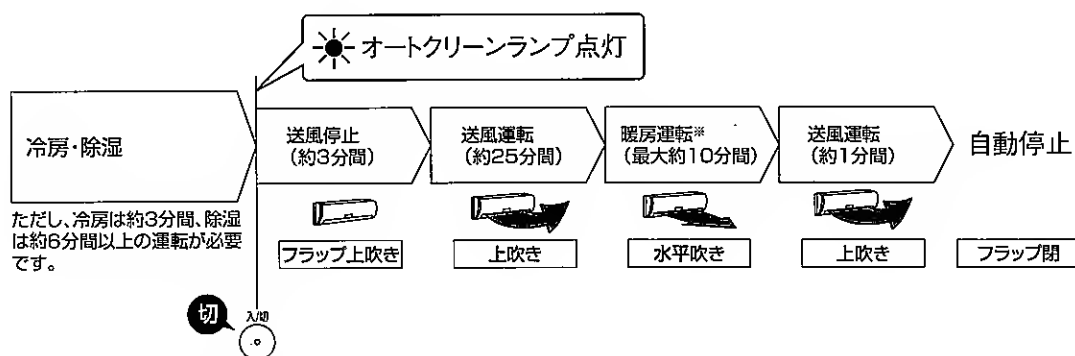 オートクリーンランプ点灯
冷房・除湿
送風停止
(約3分間)
送風運転
(約25分間)
暖房運転※
(最大約10分間)
送風運転
(約1分間)
自動停止
ただし、冷房は約3分間、除湿
は約6分間以上の運転が必要
です。
フラップ上吹き
上吹き
水平吹き
上吹き
フラップ閉
切
入/切